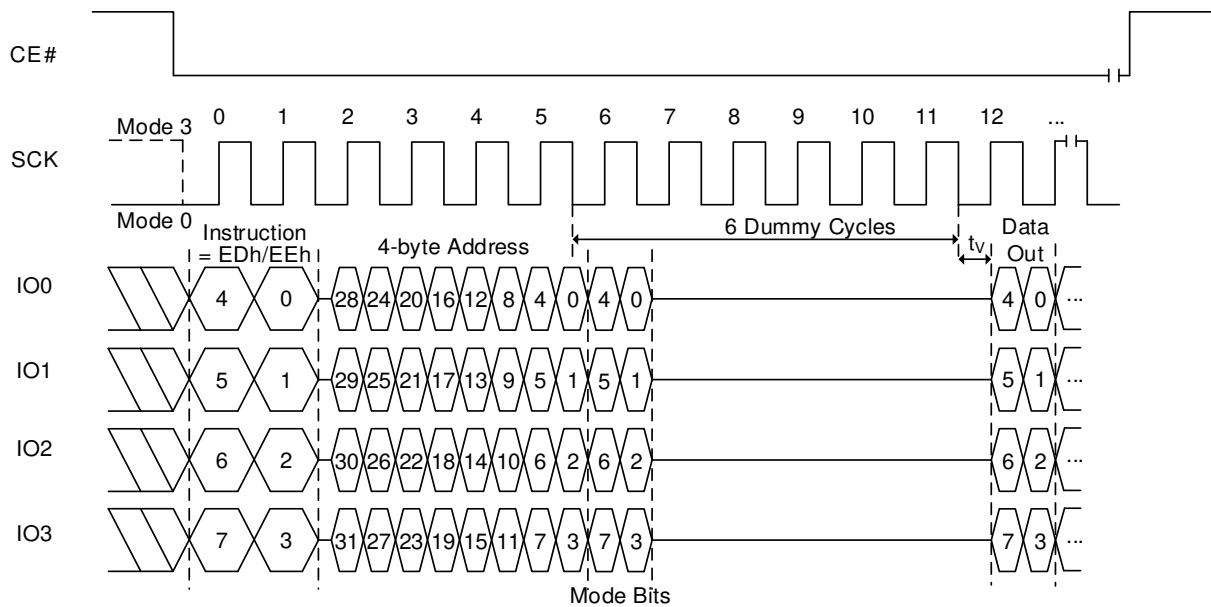 CE#
0 1 2 3 4 5 6 7 8 9 10 11 12 ...
Mode 3
SCK
Mode 0
Instruction
= EDh/EEh
4-byte Address
6 Dummy Cycles
tV
Data
Out
IO0 4 0 28 24 20 16 12 8 4 0 4 0 4 0 ...
IO1 5 1 29 25 21 17 13 9 5 1 5 1 5 1 ...
IO2 6 2 30 26 22 18 14 10 6 2 6 2 6 2 ...
IO3 7 3 31 27 23 19 15 11 7 3 7 3 7 3 ...
Mode Bits